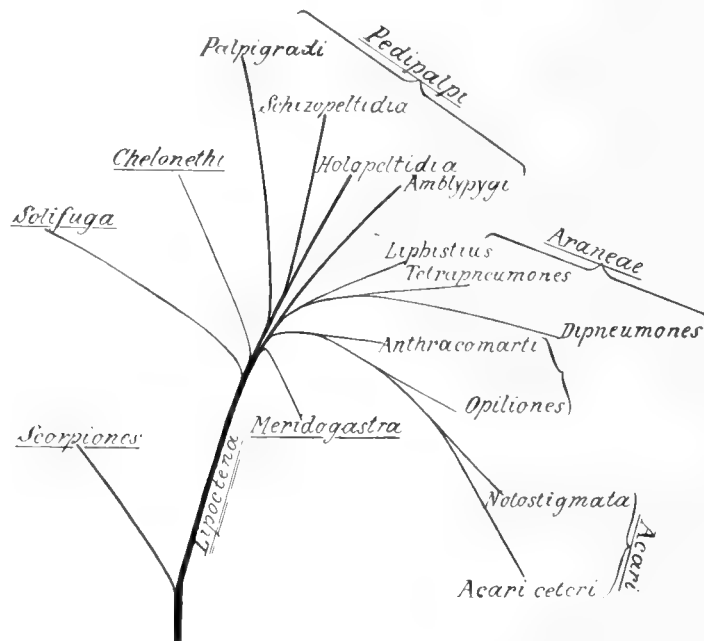 Palpigradi
Pedipalpi
Schizopeltidia
Chelonethi
Holopeltidia
Amblypygi
Solifuga
Liphistius
Araneae
Tetrapneumones
Dipneumones
Anthracomarti
Opiliones
Meridogastra
Scorpiones
Lipoctena
Notostigmata
Acari
Acari ceteri